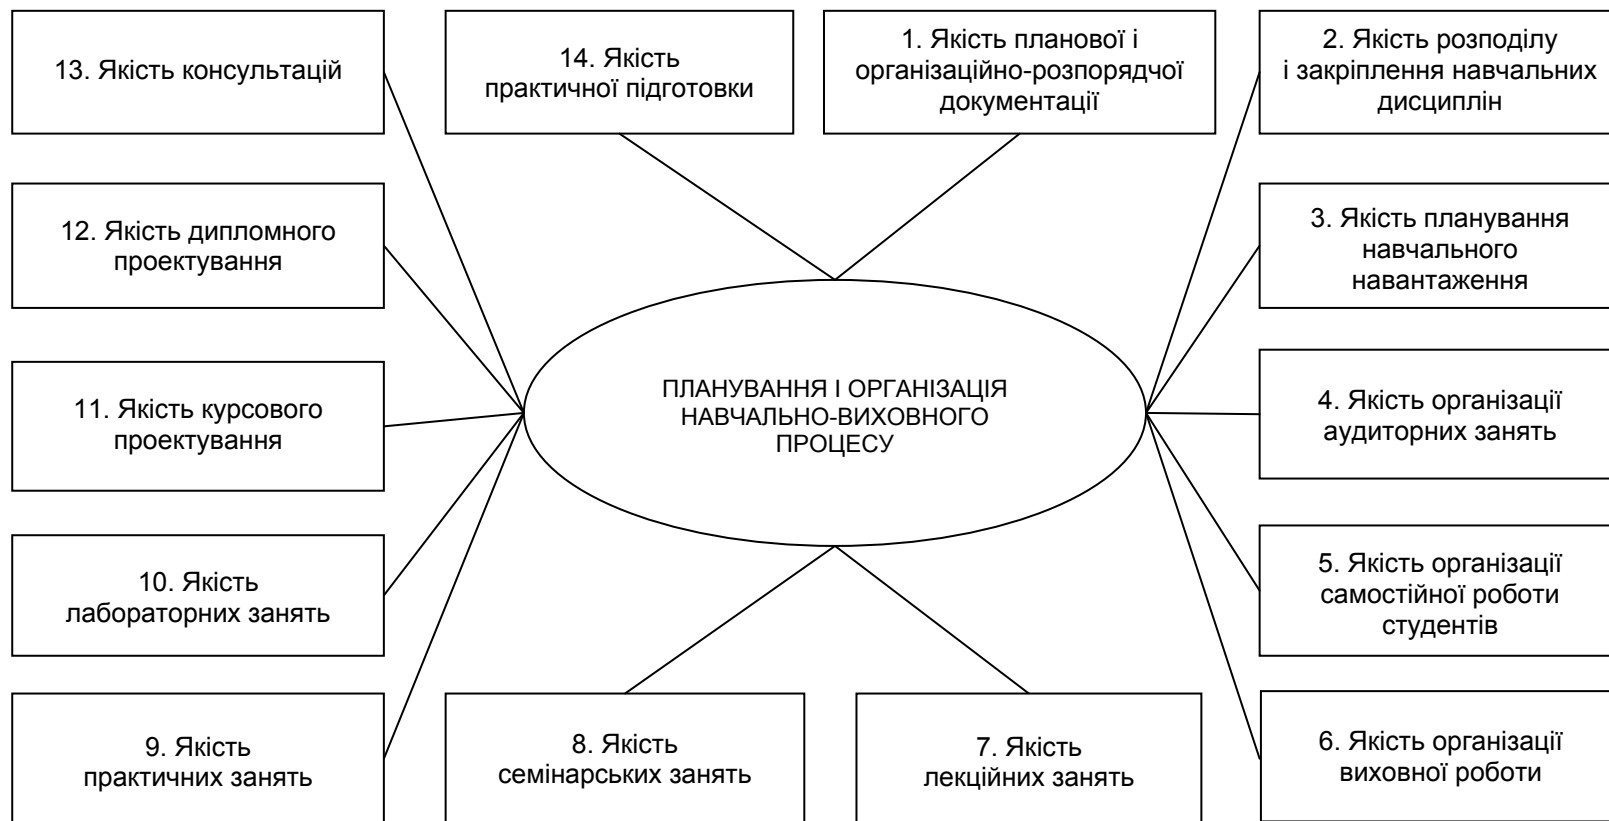 13. Якість консультацій
14. Якість
практичної підготовки
1. Якість планової і
організаційно-розпорядчої
документації
2. Якість розподілу
і закріплення навчальних
дисциплін
12. Якість дипломного
проектування
3. Якість планування
навчального
навантаження
11. Якість курсового
проектування
ПЛАНУВАННЯ І ОРГАНІЗАЦІЯ
НАВЧАЛЬНО-ВИХОВНОГО
ПРОЦЕСУ
4. Якість організації
аудиторних занять
10. Якість
лабораторних занять
5. Якість організації
самостійної роботи
студентів
9. Якість
практичних занять
8. Якість
семінарських занять
7. Якість
лекційних занять
6. Якість організації
виховної роботи